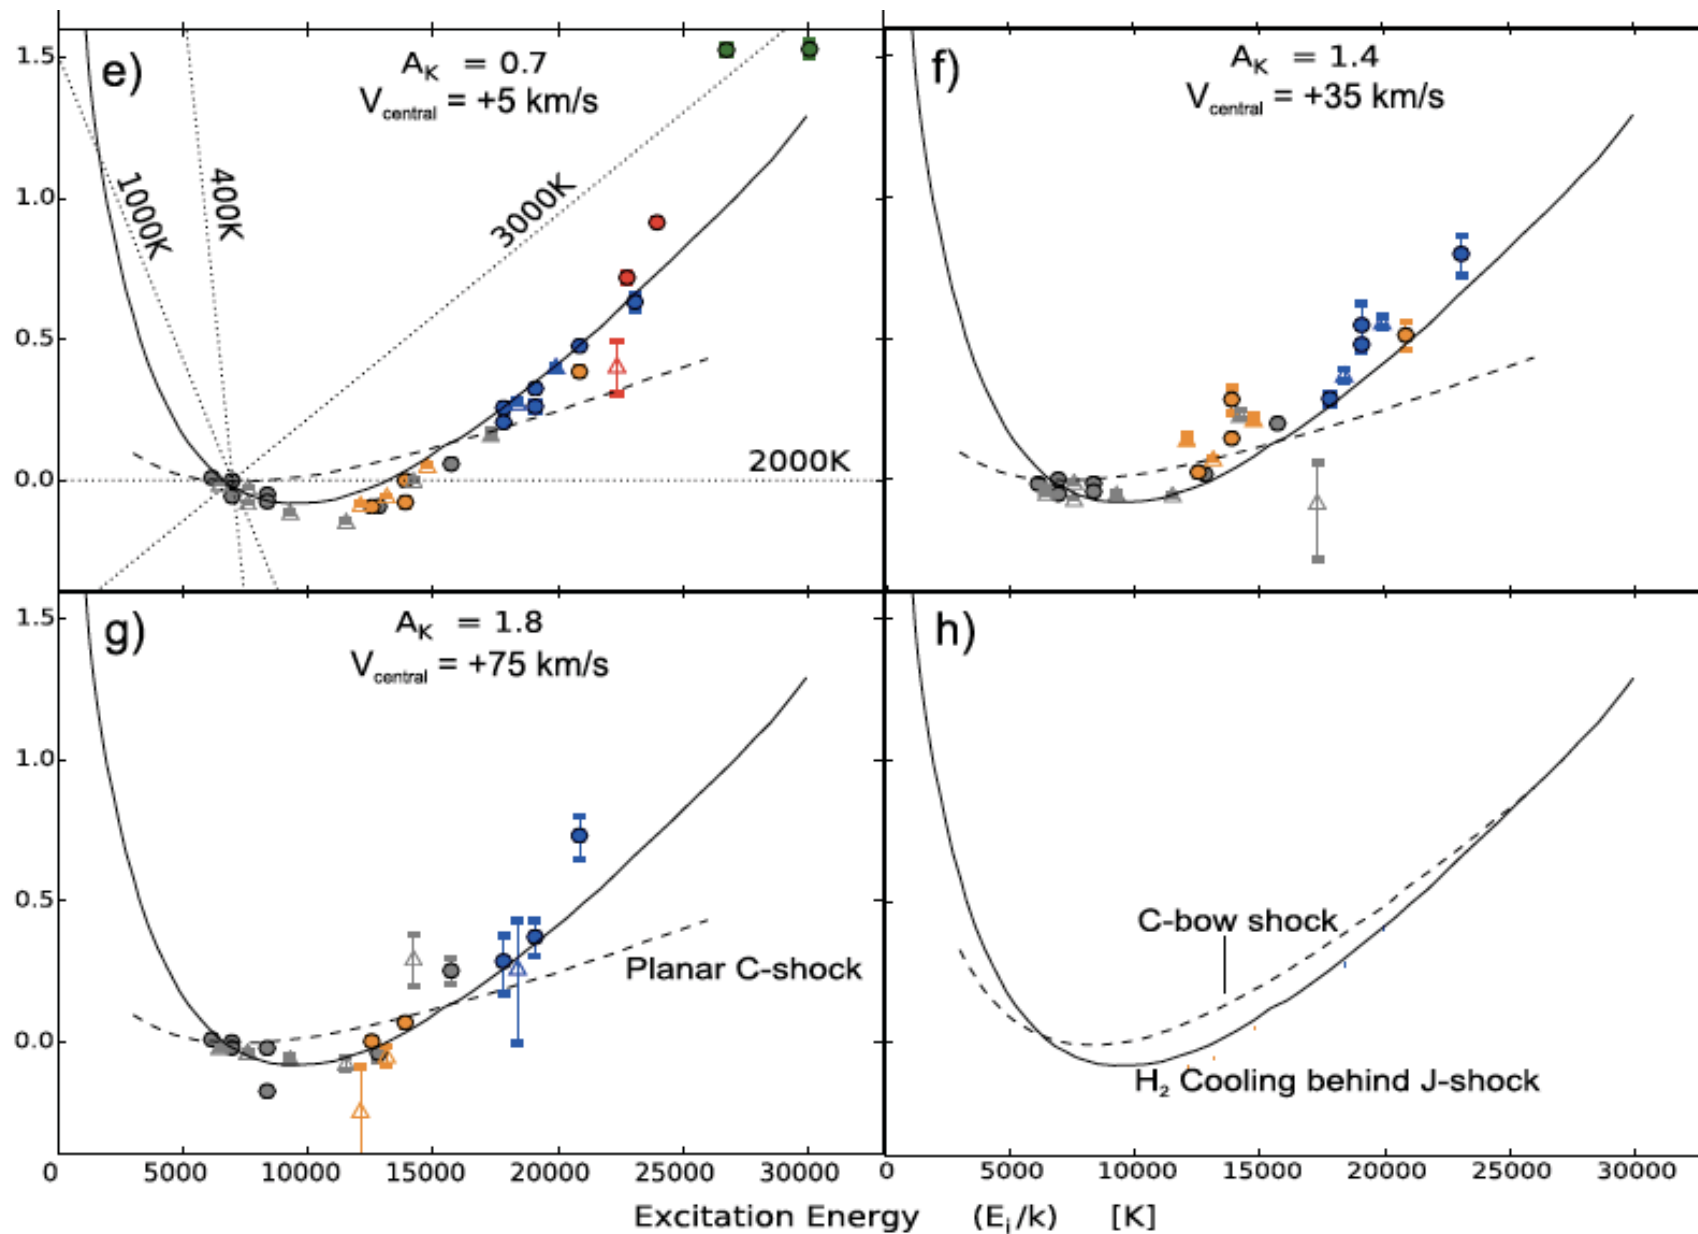 e)
A_K = 0.7
V_central = +5 km/s
1000K
400K
3000K
2000K
1.5
1.0
0.5
0.0
f)
A_K = 1.4
V_central = +35 km/s
g)
A_K = 1.8
V_central = +75 km/s
Planar C-shock
1.5
1.0
0.5
0.0
h)
C-bow shock
H₂ Cooling behind J-shock
0 5000 10000 15000 20000 25000 30000
0 5000 10000 15000 20000 25000 30000
Excitation Energy (E_i/k) [K]